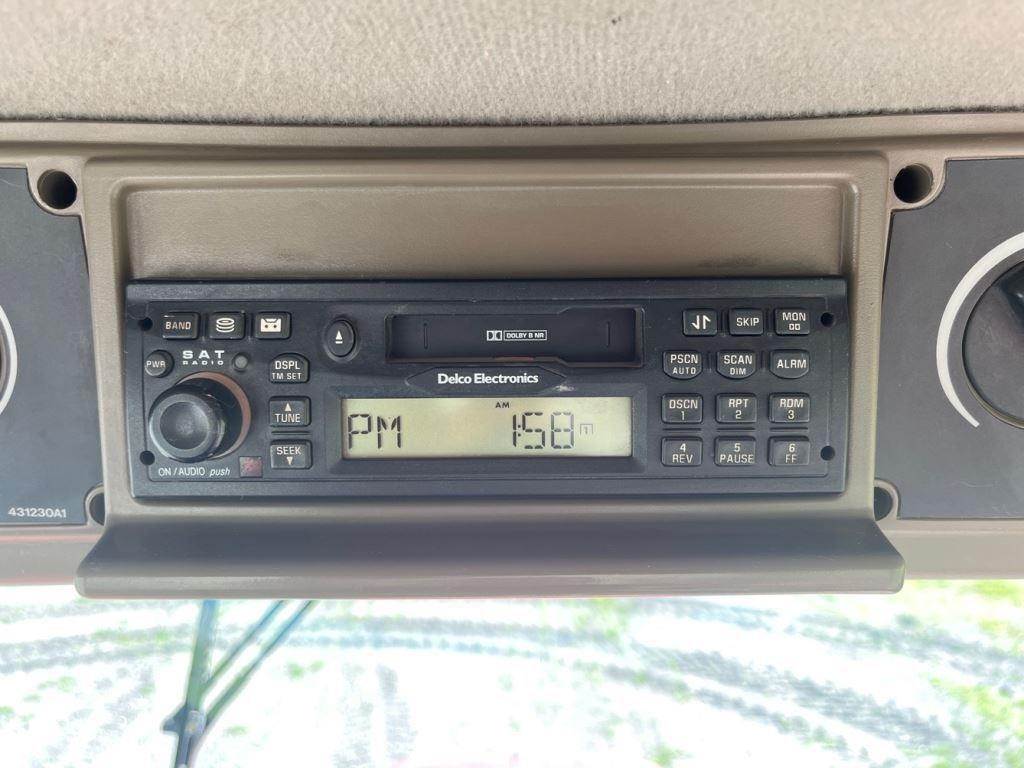 BAND
DOLBY B NR
SKIP
MON
PWR
SAT
RADIO
DSPL
TM SET
PSCN
AUTO
SCAN
DIM
ALRM
Delco Electronics
TUNE
AM
PM 1:58
DSCN
1
RPT
2
RDM
3
SEEK
4
REV
5
PAUSE
6
FF
ON / AUDIO push
431230A1